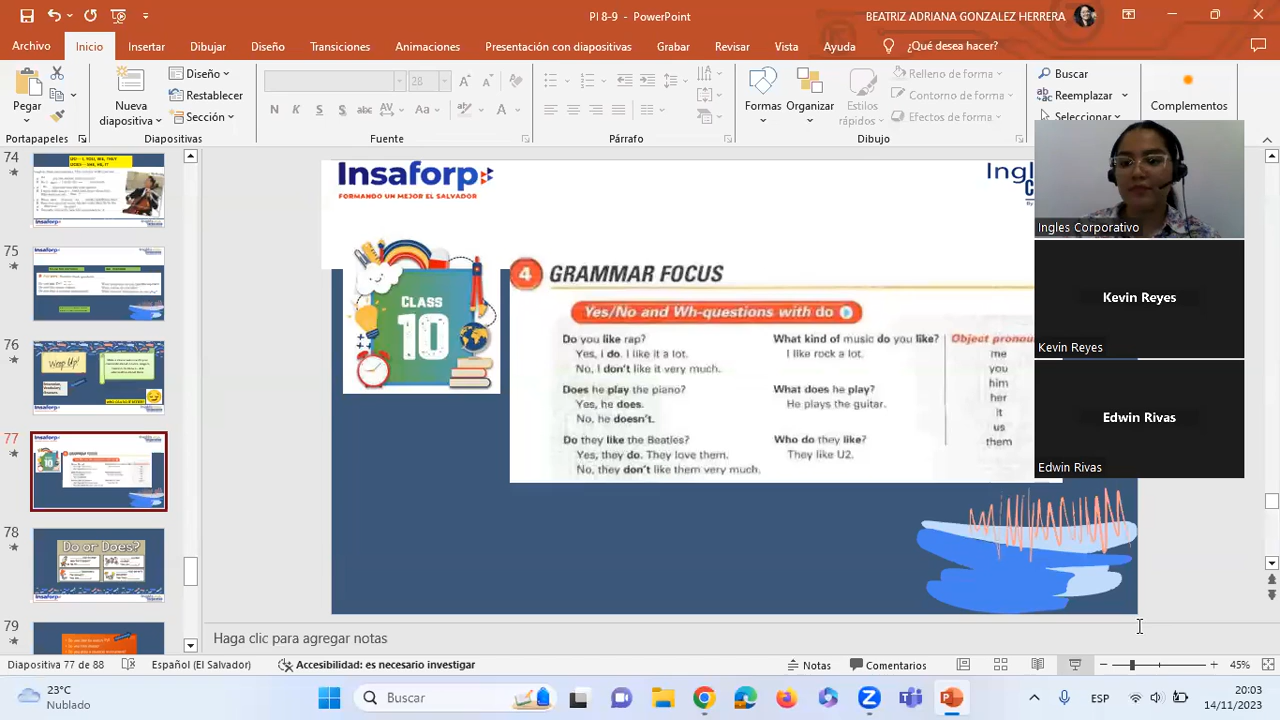 PI 8-9 - PowerPoint
BEATRIZ ADRIANA GONZALEZ HERRERA
Archivo Inicio Insertar Dibujar Diseño Transiciones Animaciones Presentación con diapositivas Grabar Revisar Vista Ayuda ¿Qué desea hacer?
Pegar
Portapapeles
Nueva diapositiva
Diseño
Restablecer
Sección
Diapositivas
28
N K S abc AV Aa A
Fuente
Párrafo
Formas
Organizar
Estilos rápidos
Relleno de forma
Contorno de forma
Efectos de forma
Dibujo
Buscar
Reemplazar
Seleccionar
Complementos
74
75
76
77
78
Do or Does?
79
Insaforp
FORMANDO UN MEJOR EL SALVADOR
CLASS
10
4 GRAMMAR FOCUS
Yes/No and Wh-questions with do
Do you like rap?
Yes, I do. I like it a lot.
No, I don't like it very much.
Does he play the piano?
Yes, he does.
No, he doesn't.
Do they like the Beatles?
Yes, they do. They love them.
No, they don't like them very much.
What kind of music do you like?
I like rock a lot.
What does he play?
He plays the guitar.
Who do they like?
They like U2.
me
you
him
her
it
us
them
Ingles Corporativo
Kevin Reyes
Kevin Reyes
Edwin Rivas
Edwin Rivas
Haga clic para agregar notas
Diapositiva 77 de 88 Español (El Salvador) Accesibilidad: es necesario investigar Notas Comentarios 45%
23°C
Nublado
Buscar
ESP
20:03
14/11/2023